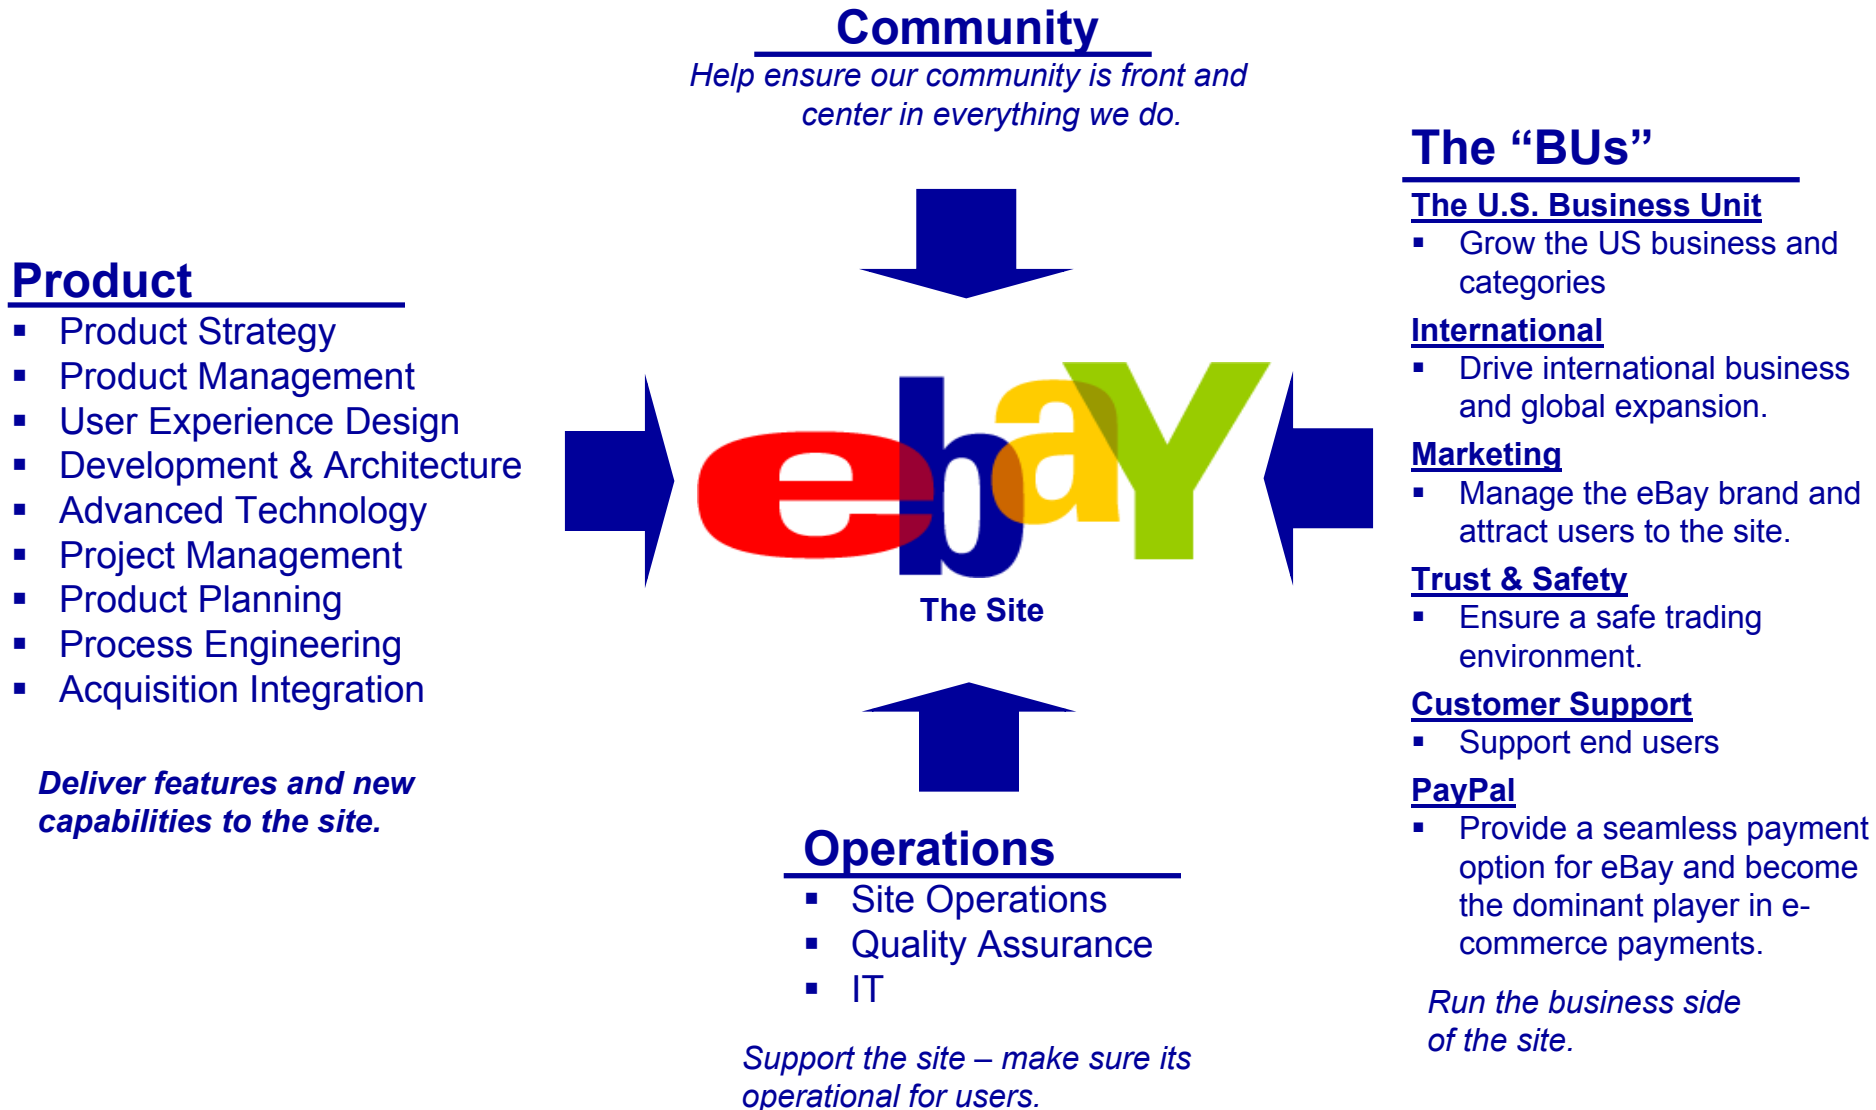 Community
Help ensure our community is front and
center in everything we do.
Product
▪ Product Strategy
▪ Product Management
▪ User Experience Design
▪ Development & Architecture
▪ Advanced Technology
▪ Project Management
▪ Product Planning
▪ Process Engineering
▪ Acquisition Integration
Deliver features and new
capabilities to the site.
ebaY
The Site
Operations
▪ Site Operations
▪ Quality Assurance
▪ IT
Support the site – make sure its
operational for users.
The “BUs”
The U.S. Business Unit
▪ Grow the US business and
categories
International
▪ Drive international business
and global expansion.
Marketing
▪ Manage the eBay brand and
attract users to the site.
Trust & Safety
▪ Ensure a safe trading
environment.
Customer Support
▪ Support end users
PayPal
▪ Provide a seamless payment
option for eBay and become
the dominant player in e-
commerce payments.
Run the business side
of the site.